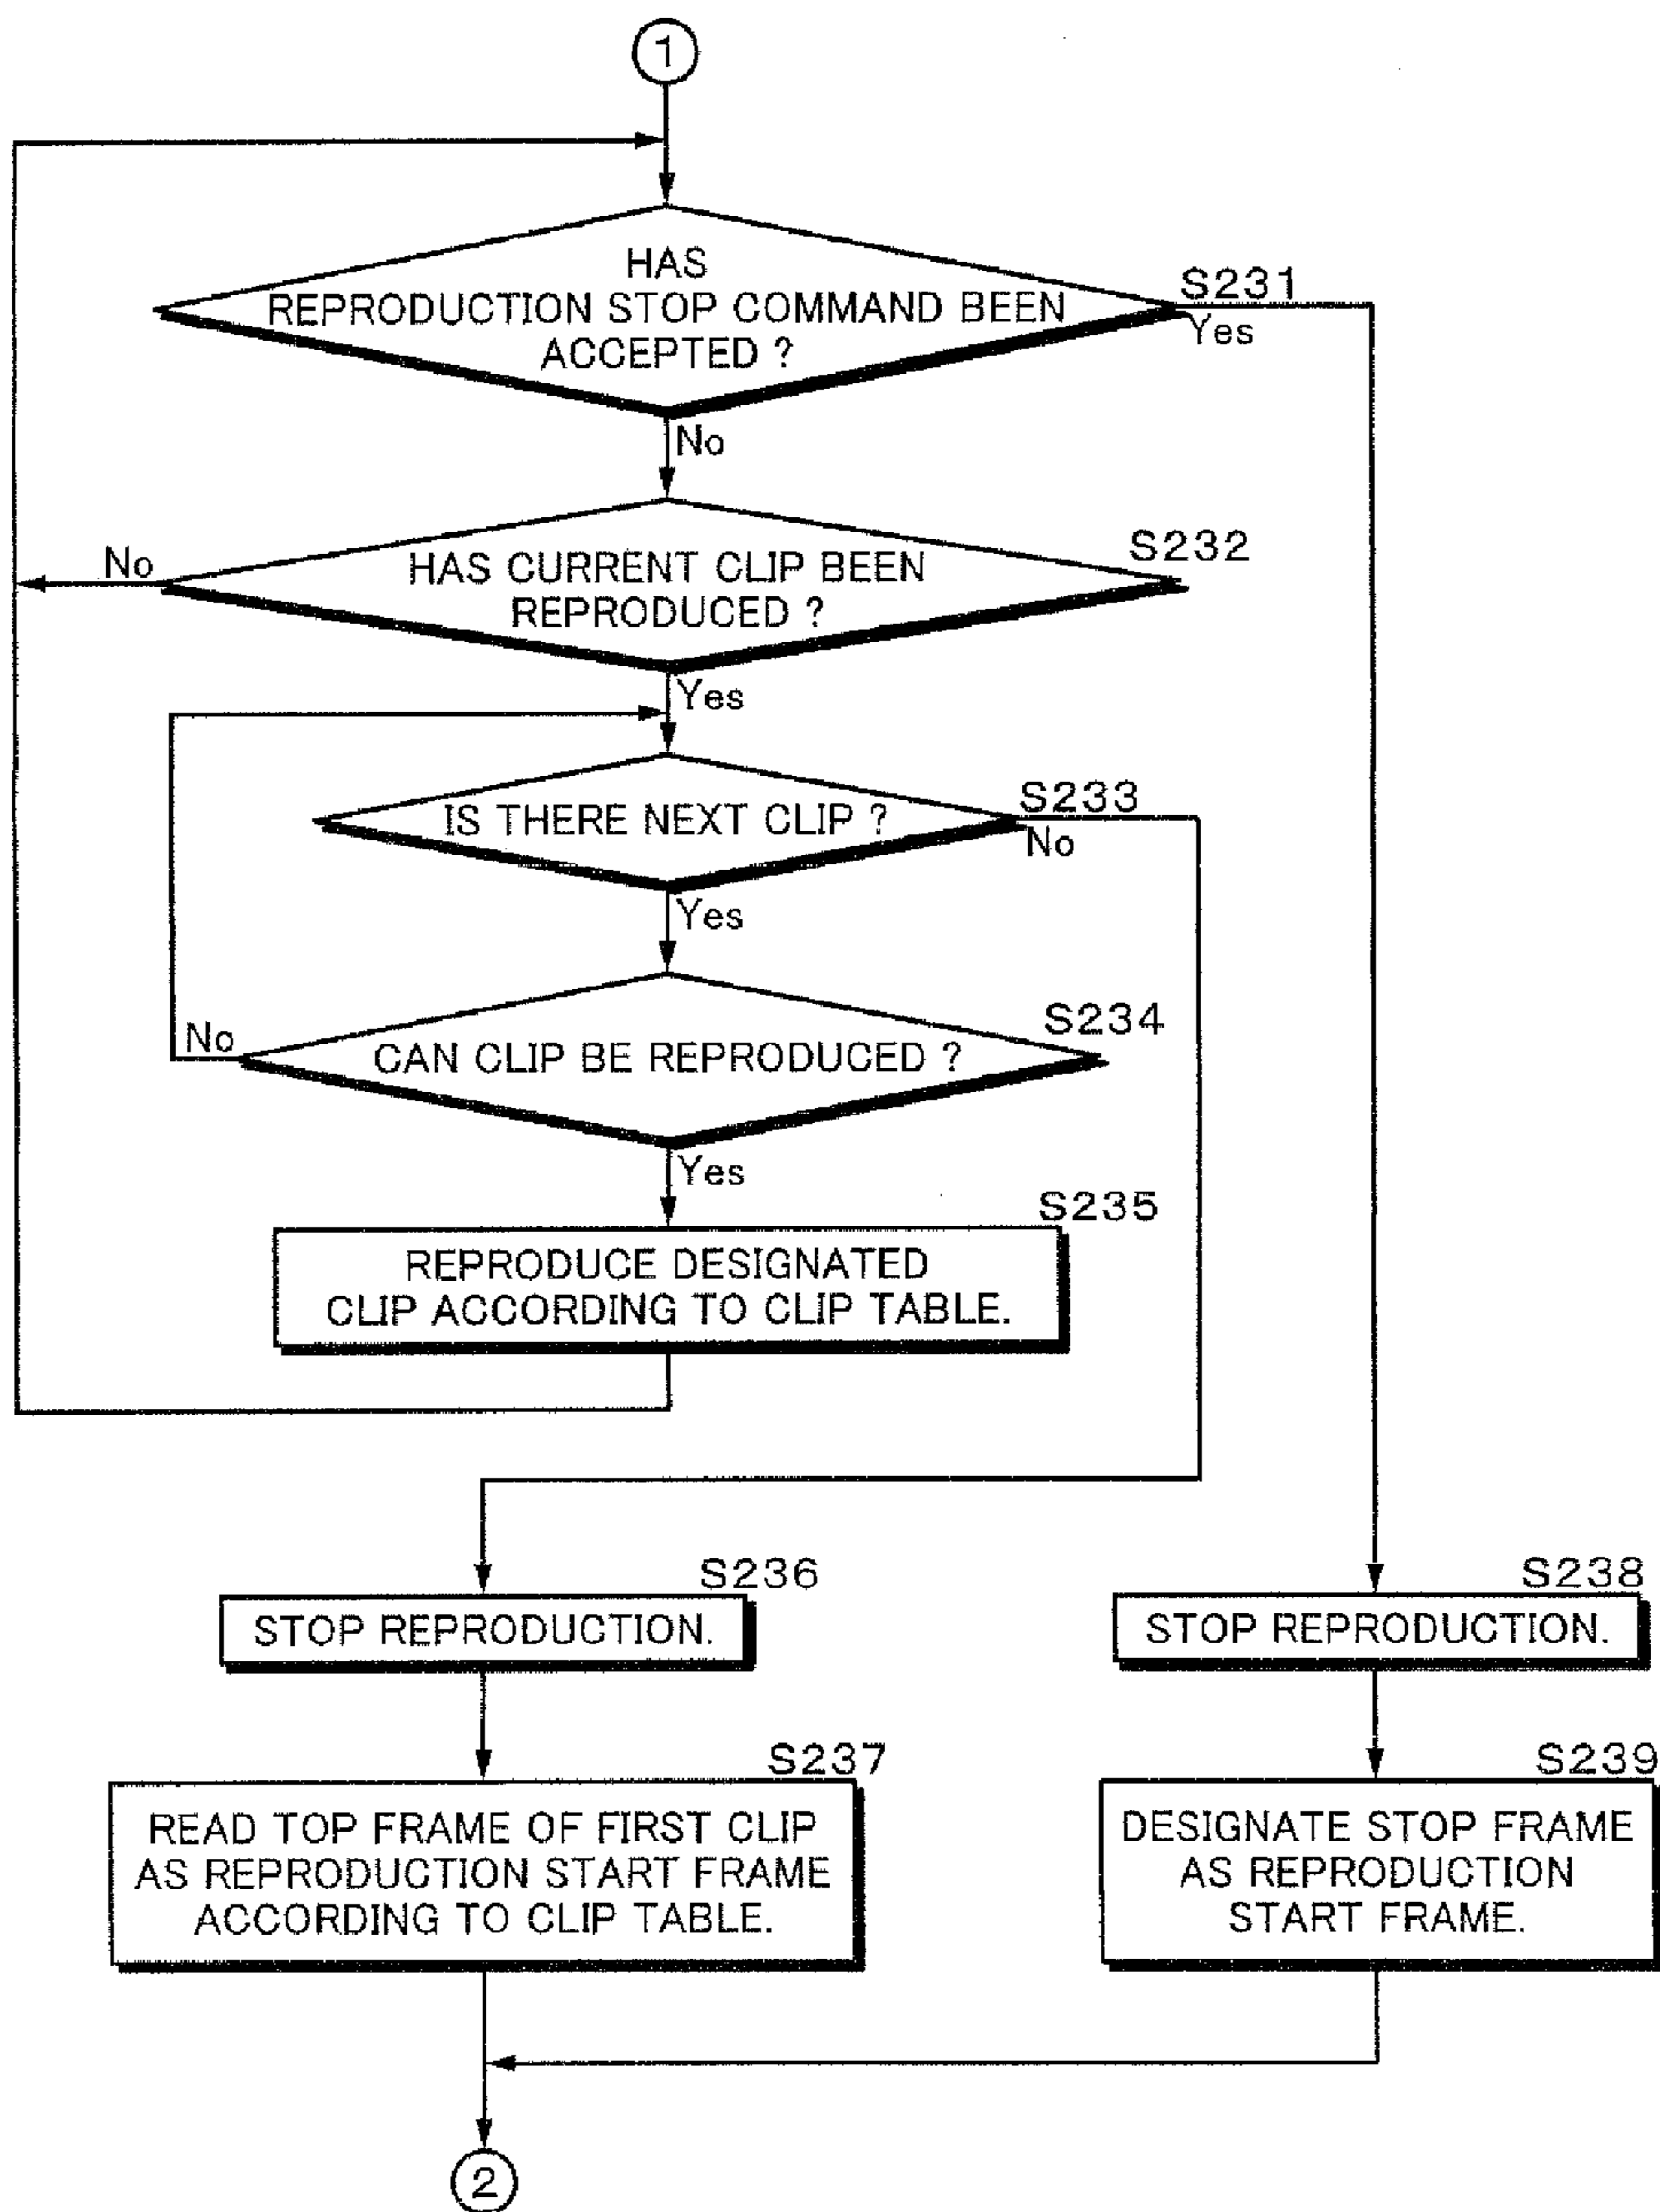 1
HAS
REPRODUCTION STOP COMMAND BEEN
ACCEPTED ?
S231
Yes
No
HAS CURRENT CLIP BEEN
REPRODUCED ?
S232
No
Yes
IS THERE NEXT CLIP ?
S233
No
Yes
CAN CLIP BE REPRODUCED ?
S234
No
Yes
S235
REPRODUCE DESIGNATED
CLIP ACCORDING TO CLIP TABLE.
S236
STOP REPRODUCTION.
S238
STOP REPRODUCTION.
S237
READ TOP FRAME OF FIRST CLIP
AS REPRODUCTION START FRAME
ACCORDING TO CLIP TABLE.
S239
DESIGNATE STOP FRAME
AS REPRODUCTION
START FRAME.
2